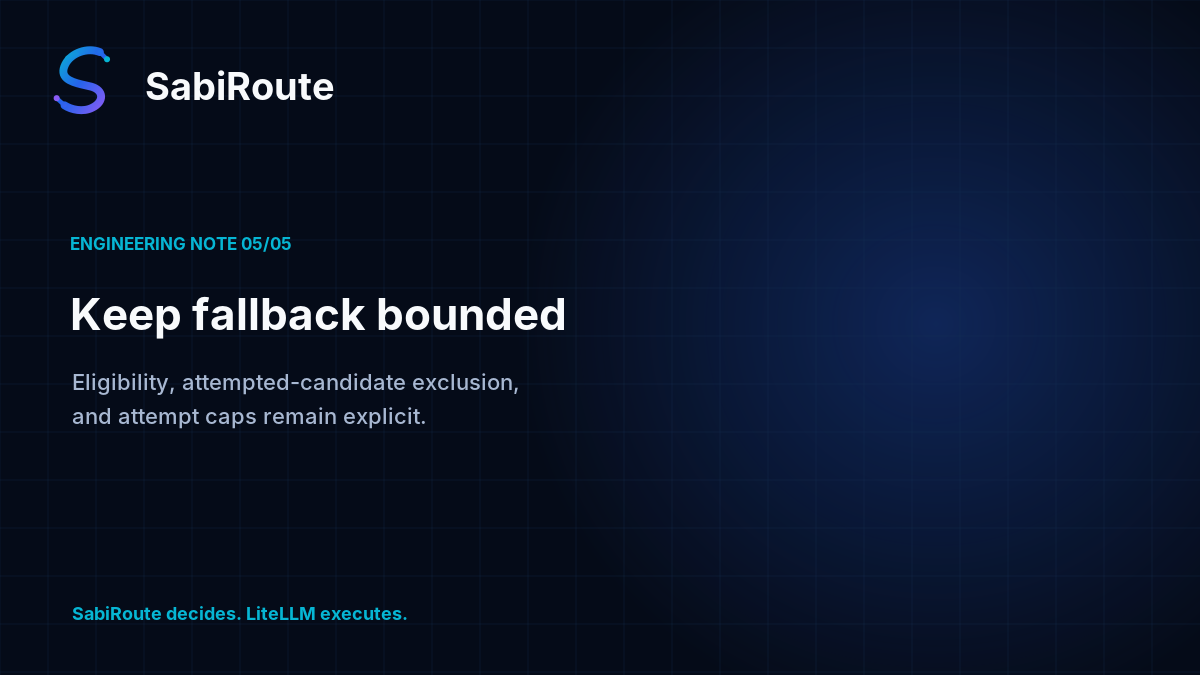 SabiRoute
ENGINEERING NOTE 05/05
Keep fallback bounded
Eligibility, attempted-candidate exclusion,
and attempt caps remain explicit.
SabiRoute decides. LiteLLM executes.